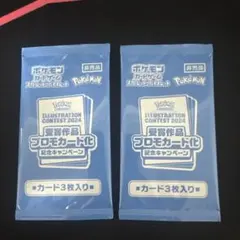 非売品
ポケモン
カードゲーム
Pokémon
ILLUSTRATION
CONTEST 2024
受賞作品
プロモカード化
記念キャンペーン
★カード3枚入り★
非売品
ポケモン
カードゲーム
Pokémon
ILLUSTRATION
CONTEST 2024
受賞作品
プロモカード化
記念キャンペーン
★カード3枚入り★